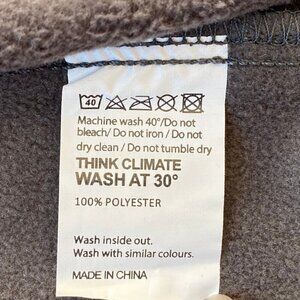 40
Machine wash 40°/Do not
bleach/ Do not iron / Do not
dry clean / Do not tumble dry
THINK CLIMATE
WASH AT 30°
100% POLYESTER
Wash inside out.
Wash with similar colours.
MADE IN CHINA